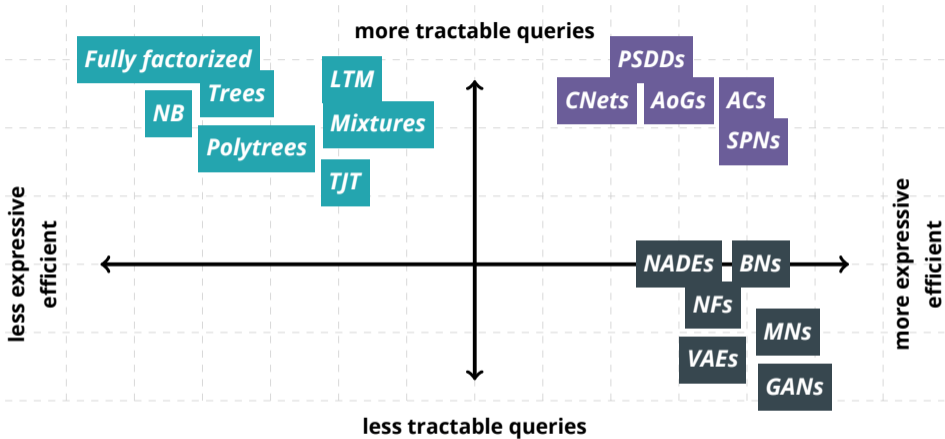 more tractable queries
Fully factorized
Trees
NB
Polytrees
LTM
Mixtures
TJT
PSDDs
CNets
AoGs
ACs
SPNs
less expressive
efficient
more expressive
efficient
NADEs
BNs
NFs
MNs
VAEs
GANs
less tractable queries